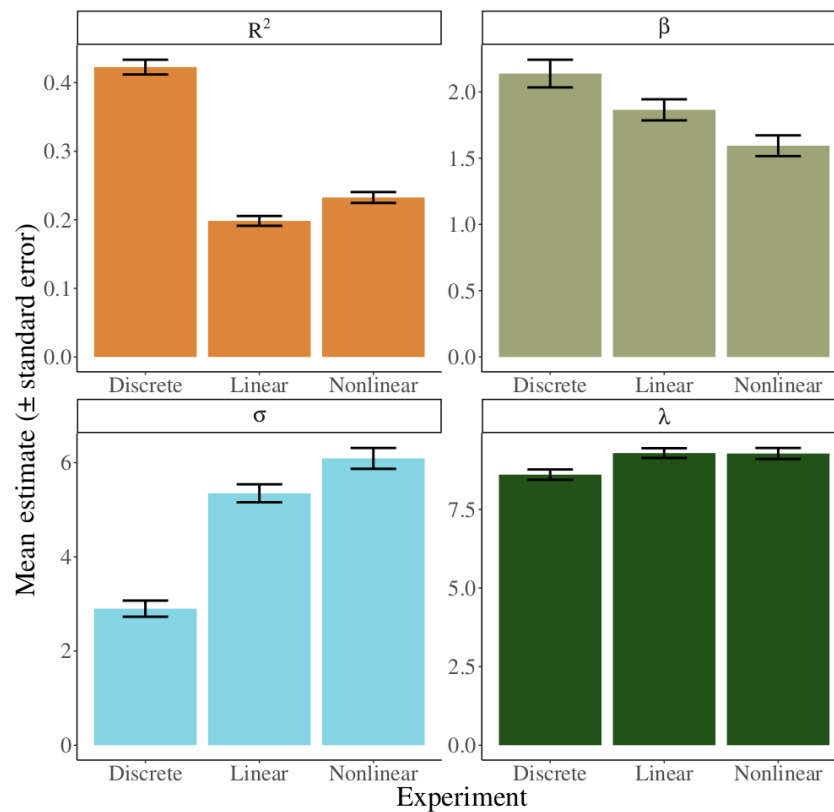 R²
0.4
0.3
0.2
0.1
0.0
Discrete Linear Nonlinear
β
2.0
1.5
1.0
0.5
0.0
Discrete Linear Nonlinear
σ
6
4
2
0
Discrete Linear Nonlinear
λ
7.5
5.0
2.5
0.0
Discrete Linear Nonlinear
Mean estimate (± standard error)
Experiment